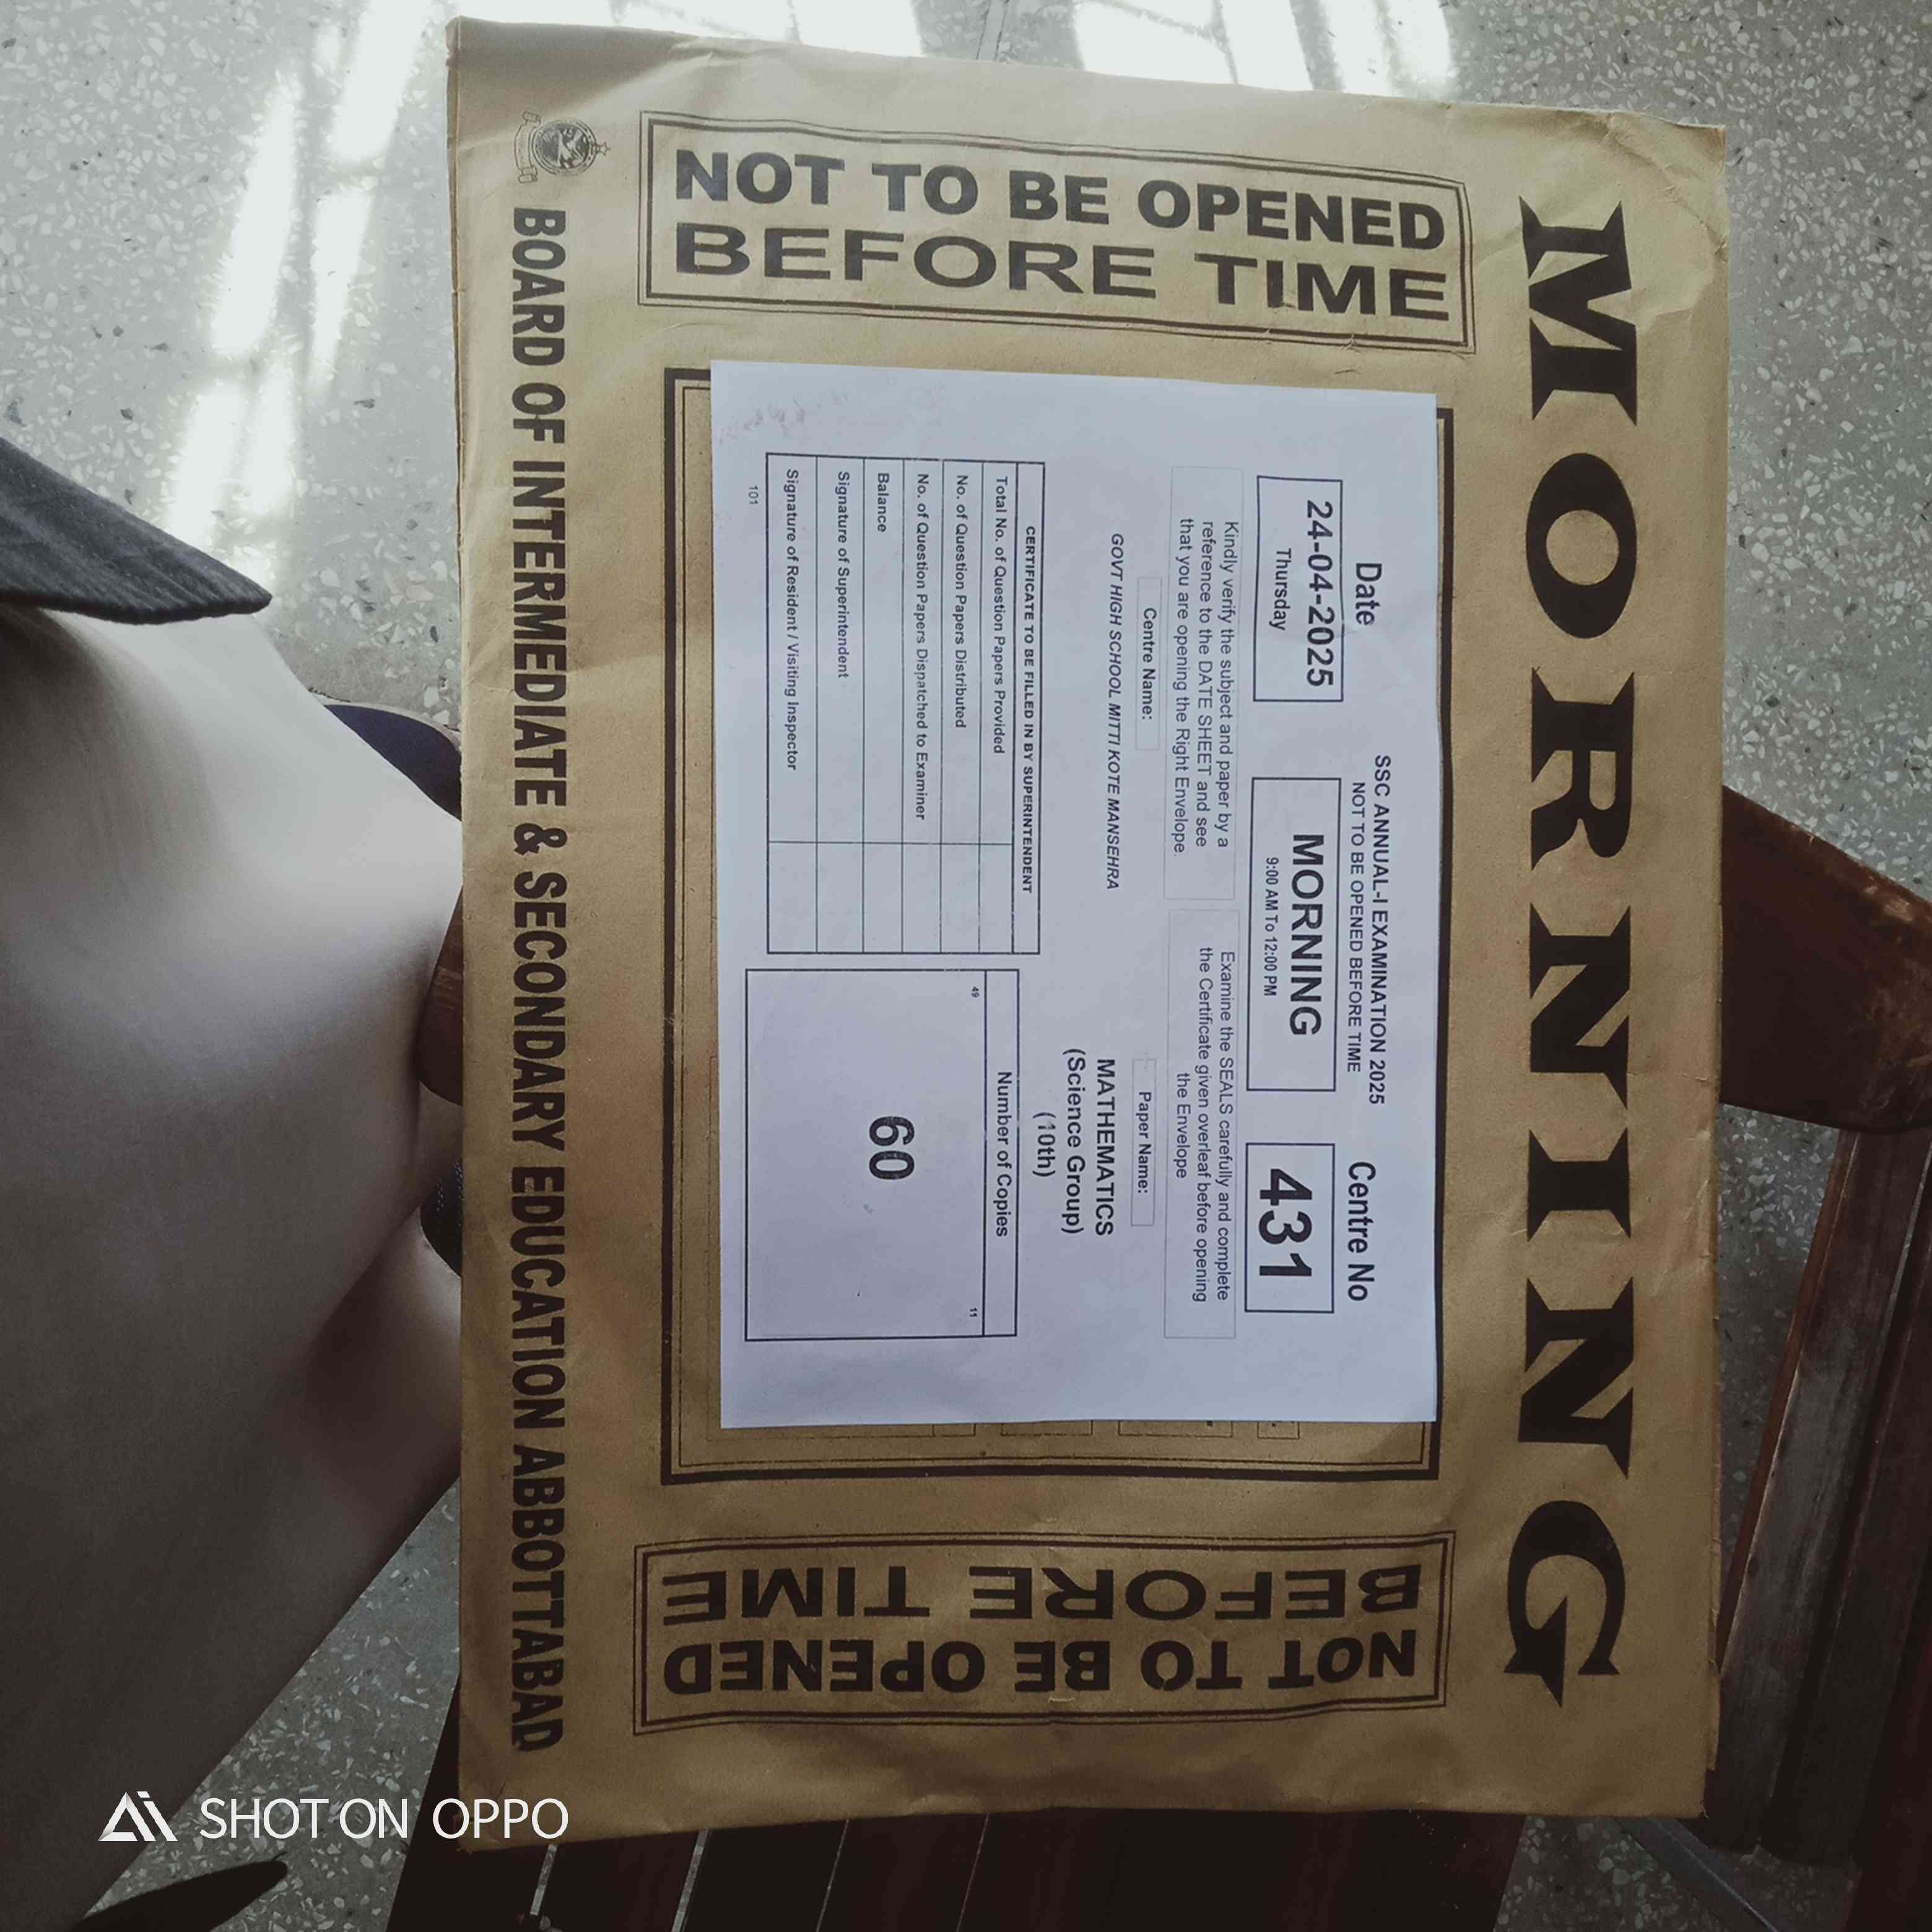 MORNING
NOT TO BE OPENED
BEFORE TIME
SSC ANNUAL-I EXAMINATION 2025
NOT TO BE OPENED BEFORE TIME
Date
24-04-2025
Thursday
MORNING
9:00 AM To 12:00 PM
Centre No
431
Kindly verify the subject and paper by a
reference to the DATE SHEET and see
that you are opening the Right Envelope.
Examine the SEALS carefully and complete
the Certificate given overleaf before opening
the Envelope
Centre Name:
GOVT HIGH SCHOOL MITTI KOTE MANSEHRA
Paper Name:
MATHEMATICS
(Science Group)
(10th)
CERTIFICATE TO BE FILLED IN BY SUPERINTENDENT
Total No. of Question Papers Provided
No. of Question Papers Distributed
No. of Question Papers Dispatched to Examiner
Balance
Signature of Superintendent
Signature of Resident / Visiting Inspector
101
Number of Copies
49
11
60
NOT TO BE OPENED
BEFORE TIME
BOARD OF INTERMEDIATE & SECONDARY EDUCATION ABBOTTABAD
Ai SHOT ON OPPO